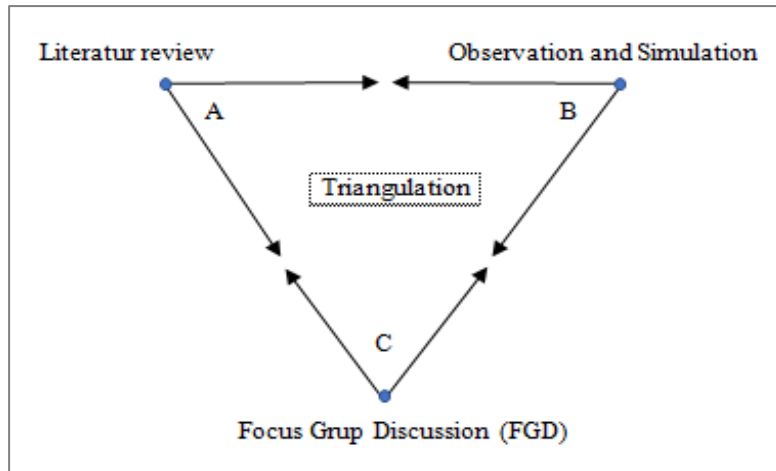 Literatur review
Observation and Simulation
A
B
Triangulation
C
Focus Grup Discussion (FGD)